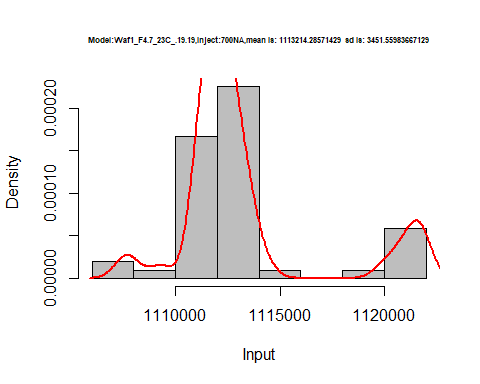 Model:Waf1_F4.7_23C_.19.19,Inject:700NA,mean is: 1113214.28571429  sd is: 3451.55983667129
Density
0.00000
0.00010
0.00020
1110000
1115000
1120000
Input